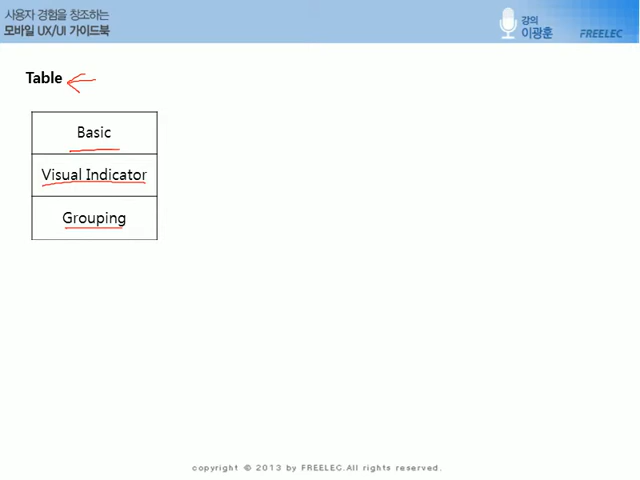 사용자 경험을 창조하는
모바일 UX/UI 가이드북
강의
이광훈
FREELEC
Table
Basic
Visual Indicator
Grouping
copyright © 2013 by FREELEC.All rights reserved.